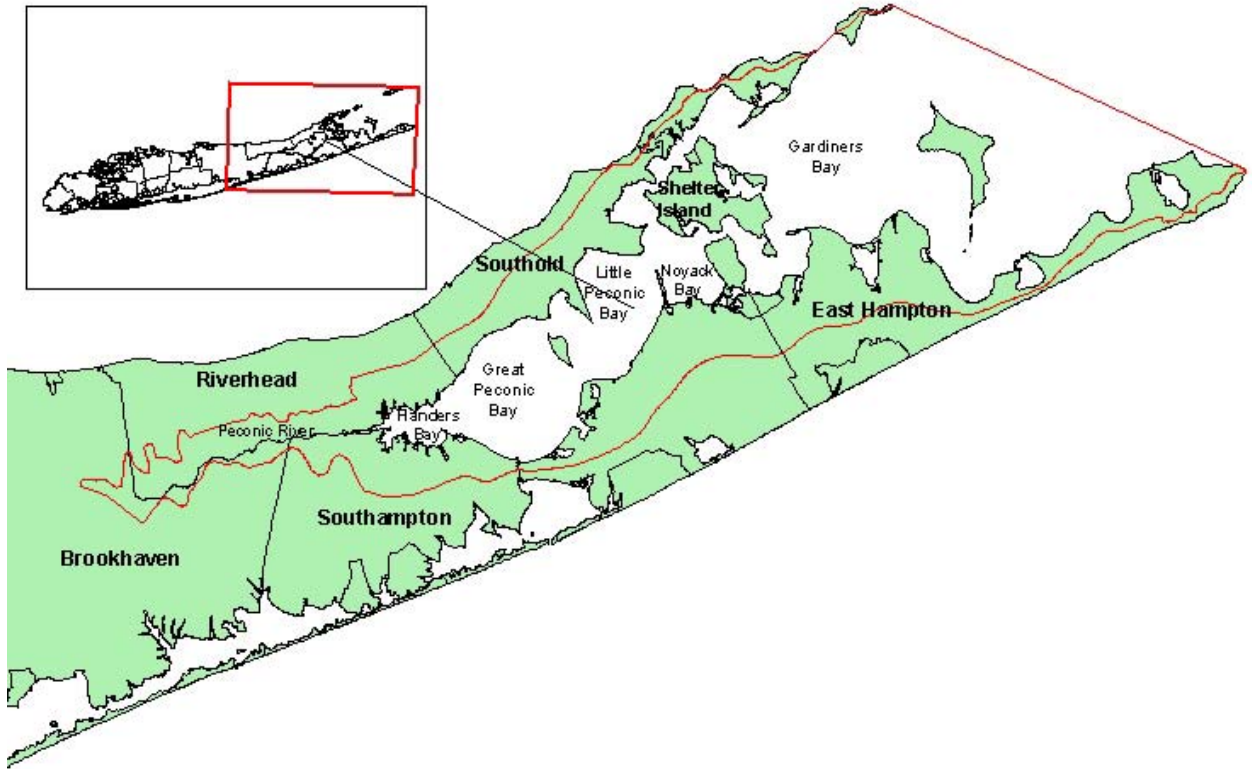 Gardiners
Bay
Shelter
Island
Southold
Little
Peconic
Bay
Noyack
Bay
East Hampton
Riverhead
Great
Peconic
Bay
Flanders
Bay
Peconic River
Southampton
Brookhaven